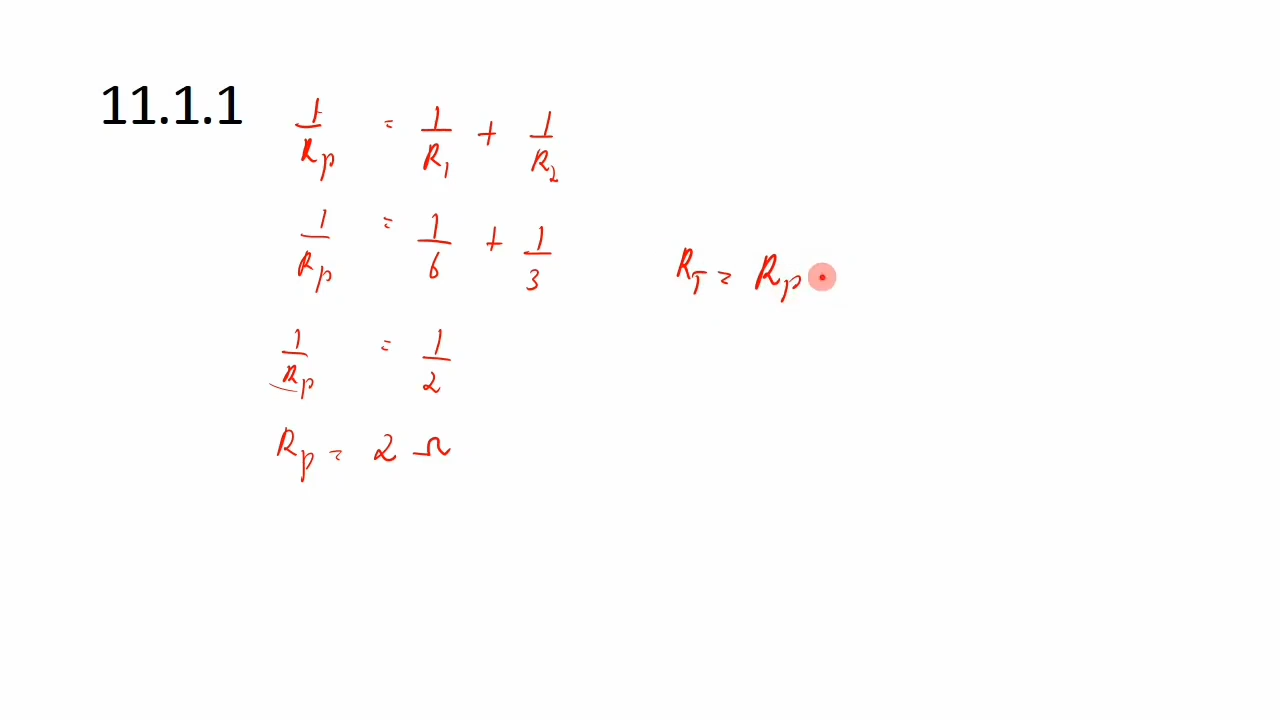 11.1.1
1/Rp = 1/R1 + 1/R2
1/Rp = 1/6 + 1/3
1/Rp = 1/2
Rp = 2 Ω
RT = Rp